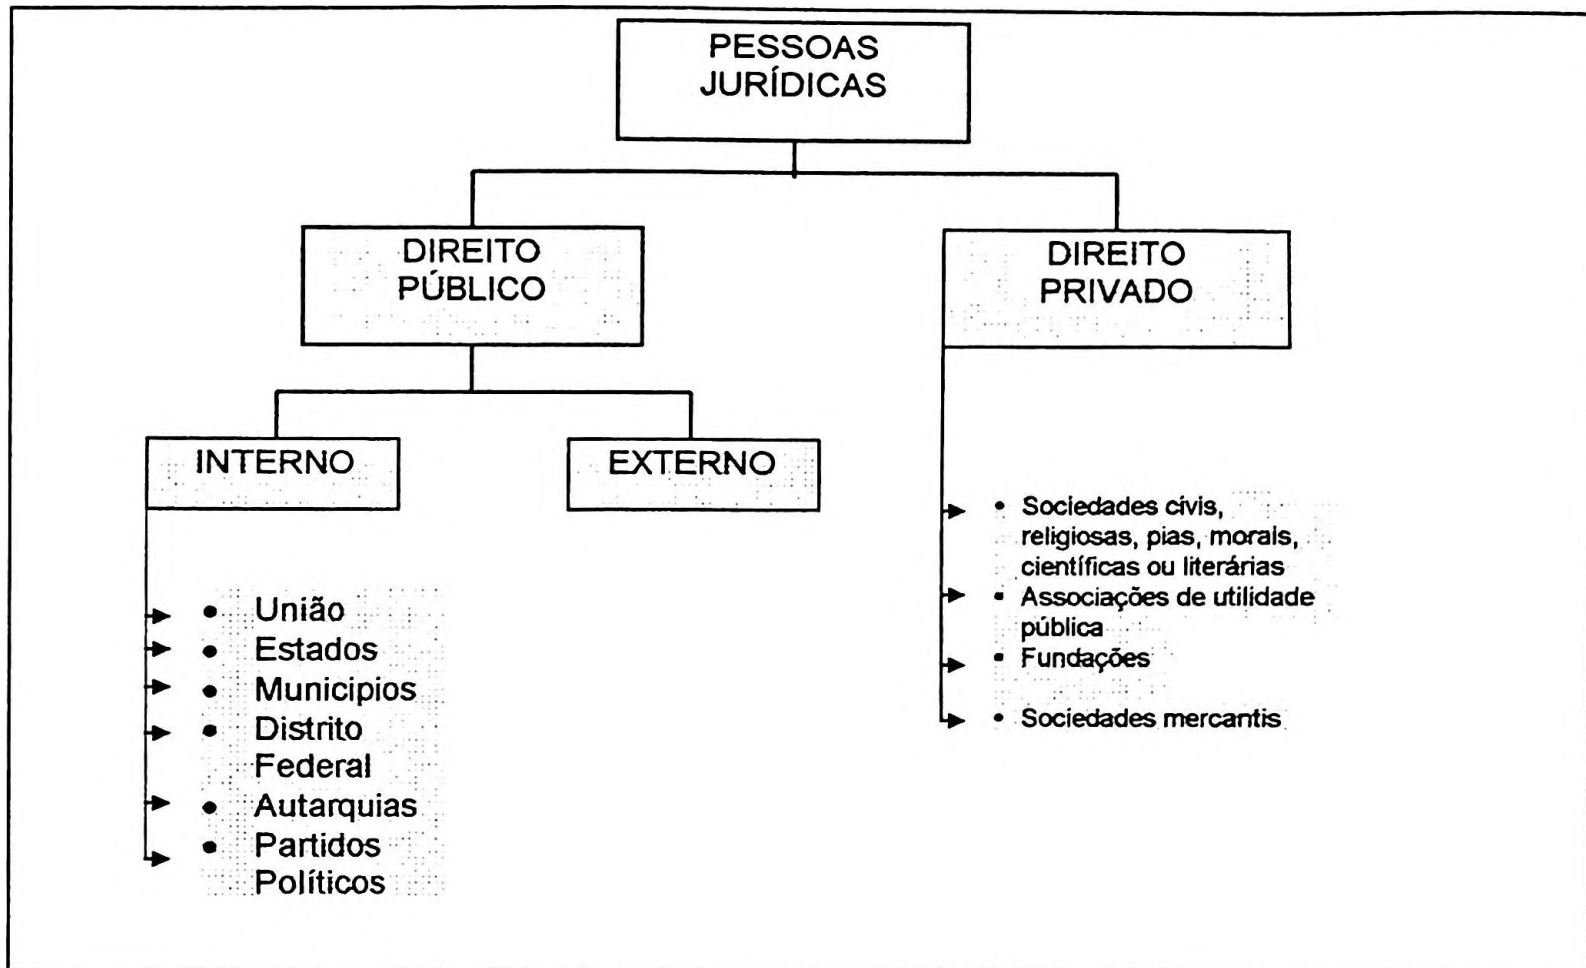 PESSOAS
JURÍDICAS
DIREITO
PÚBLICO
DIREITO
PRIVADO
INTERNO
EXTERNO
• União
• Estados
• Municipios
• Distrito
Federal
• Autarquias
• Partidos
Políticos
• Sociedades cívis,
religiosas, pias, morais,
científicas ou literárias
• Associações de utilidade
pública
• Fundações
• Sociedades mercantis